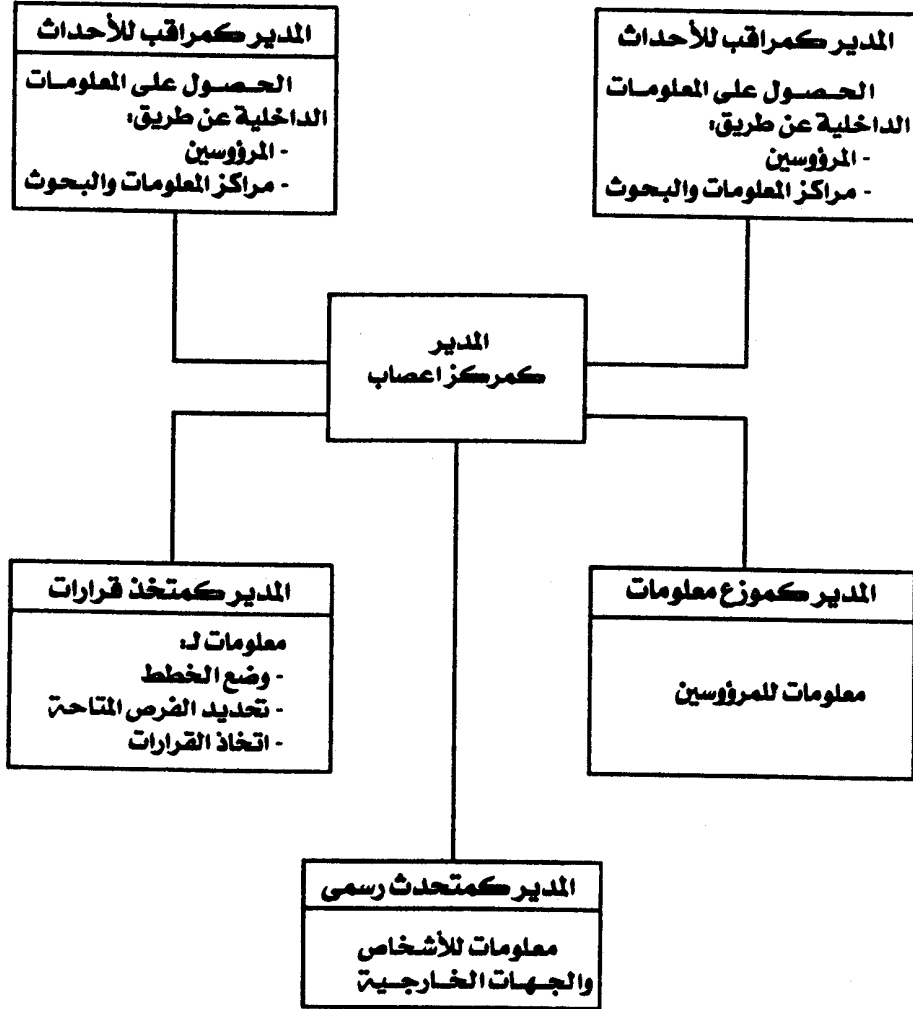 المدير كمراقب للأحداث
الحصول على المعلومات
الداخلية عن طريق:
- المرؤوسين
- مراكز المعلومات والبحوث
المدير كمراقب للأحداث
الحصول على المعلومات
الداخلية عن طريق:
- المرؤوسين
- مراكز المعلومات والبحوث
المدير
كمركز اعصاب
المدير كموزع معلومات
معلومات للمرؤوسين
المدير كمتخذ قرارات
معلومات لـ:
- وضع الخطط
- تحديد الفرص المتاحة
- اتخاذ القرارات
المدير كمتحدث رسمى
معلومات للأشخاص
والجهات الخارجية